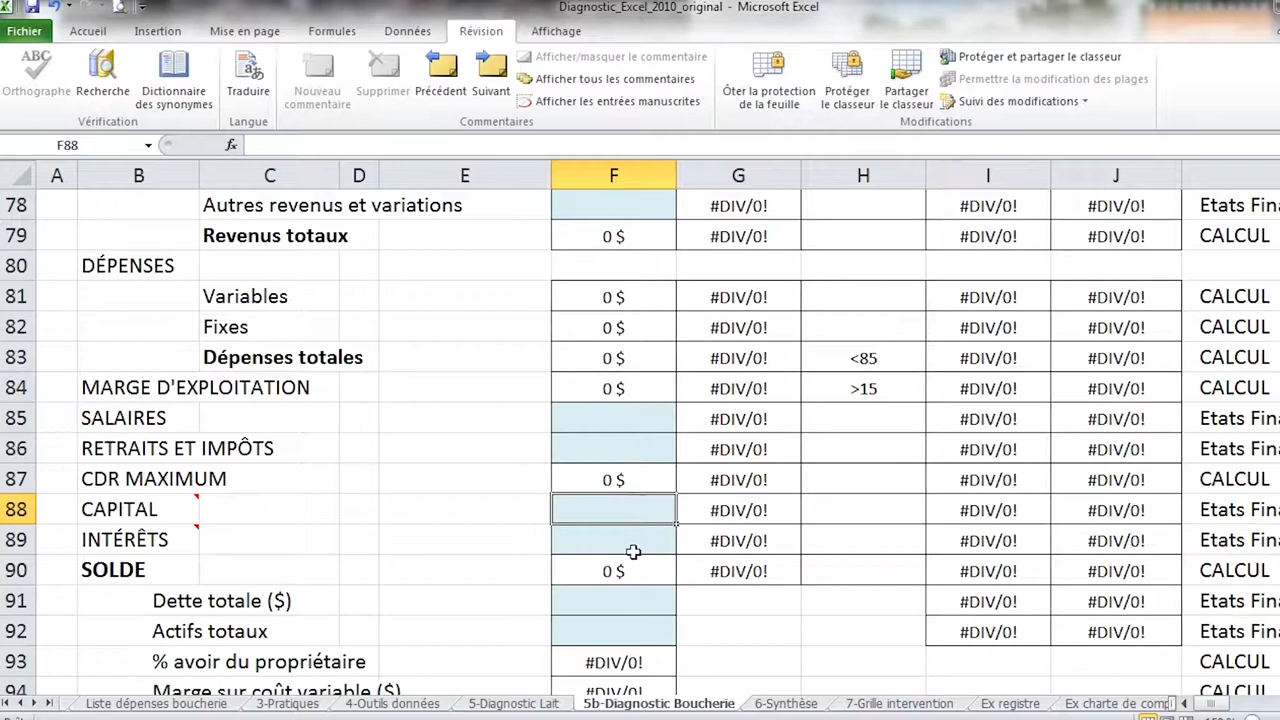 Diagnostic_Excel_2010_original - Microsoft Excel
Fichier Accueil Insertion Mise en page Formules Données Révision Affichage
ABC Afficher/masquer le commentaire Protéger et partager le classeur
Afficher tous les commentaires Permettre la modification des plages
Orthographe Recherche Dictionnaire des synonymes Traduire Nouveau commentaire Supprimer Précédent Suivant Afficher les entrées manuscrites Ôter la protection de la feuille Protéger le classeur Partager le classeur Suivi des modifications
Vérification Langue Commentaires Modifications
F88 fx
A B C D E F G H I J
78 Autres revenus et variations #DIV/0! #DIV/0! #DIV/0! Etats Fina
79 Revenus totaux 0 $ #DIV/0! #DIV/0! #DIV/0! CALCUL
80 DÉPENSES
81 Variables 0 $ #DIV/0! #DIV/0! #DIV/0! CALCUL
82 Fixes 0 $ #DIV/0! #DIV/0! #DIV/0! CALCUL
83 Dépenses totales 0 $ #DIV/0! <85 #DIV/0! #DIV/0! CALCUL
84 MARGE D'EXPLOITATION 0 $ #DIV/0! >15 #DIV/0! #DIV/0! CALCUL
85 SALAIRES #DIV/0! #DIV/0! #DIV/0! Etats Fina
86 RETRAITS ET IMPÔTS #DIV/0! #DIV/0! #DIV/0! Etats Fina
87 CDR MAXIMUM 0 $ #DIV/0! #DIV/0! #DIV/0! CALCUL
88 CAPITAL #DIV/0! #DIV/0! #DIV/0! Etats Fina
89 INTÉRÊTS #DIV/0! #DIV/0! #DIV/0! Etats Fina
90 SOLDE 0 $ #DIV/0! #DIV/0! #DIV/0! CALCUL
91 Dette totale ($) #DIV/0! #DIV/0! Etats Fina
92 Actifs totaux #DIV/0! #DIV/0! Etats Fina
93 % avoir du propriétaire #DIV/0! CALCUL
94 Marge sur coût variable ($) #DIV/0! CALCUL
Liste dépenses boucherie 3-Pratiques 4-Outils données 5-Diagnostic Lait 5b-Diagnostic Boucherie 6-Synthèse 7-Grille intervention Ex registre Ex charte de comp